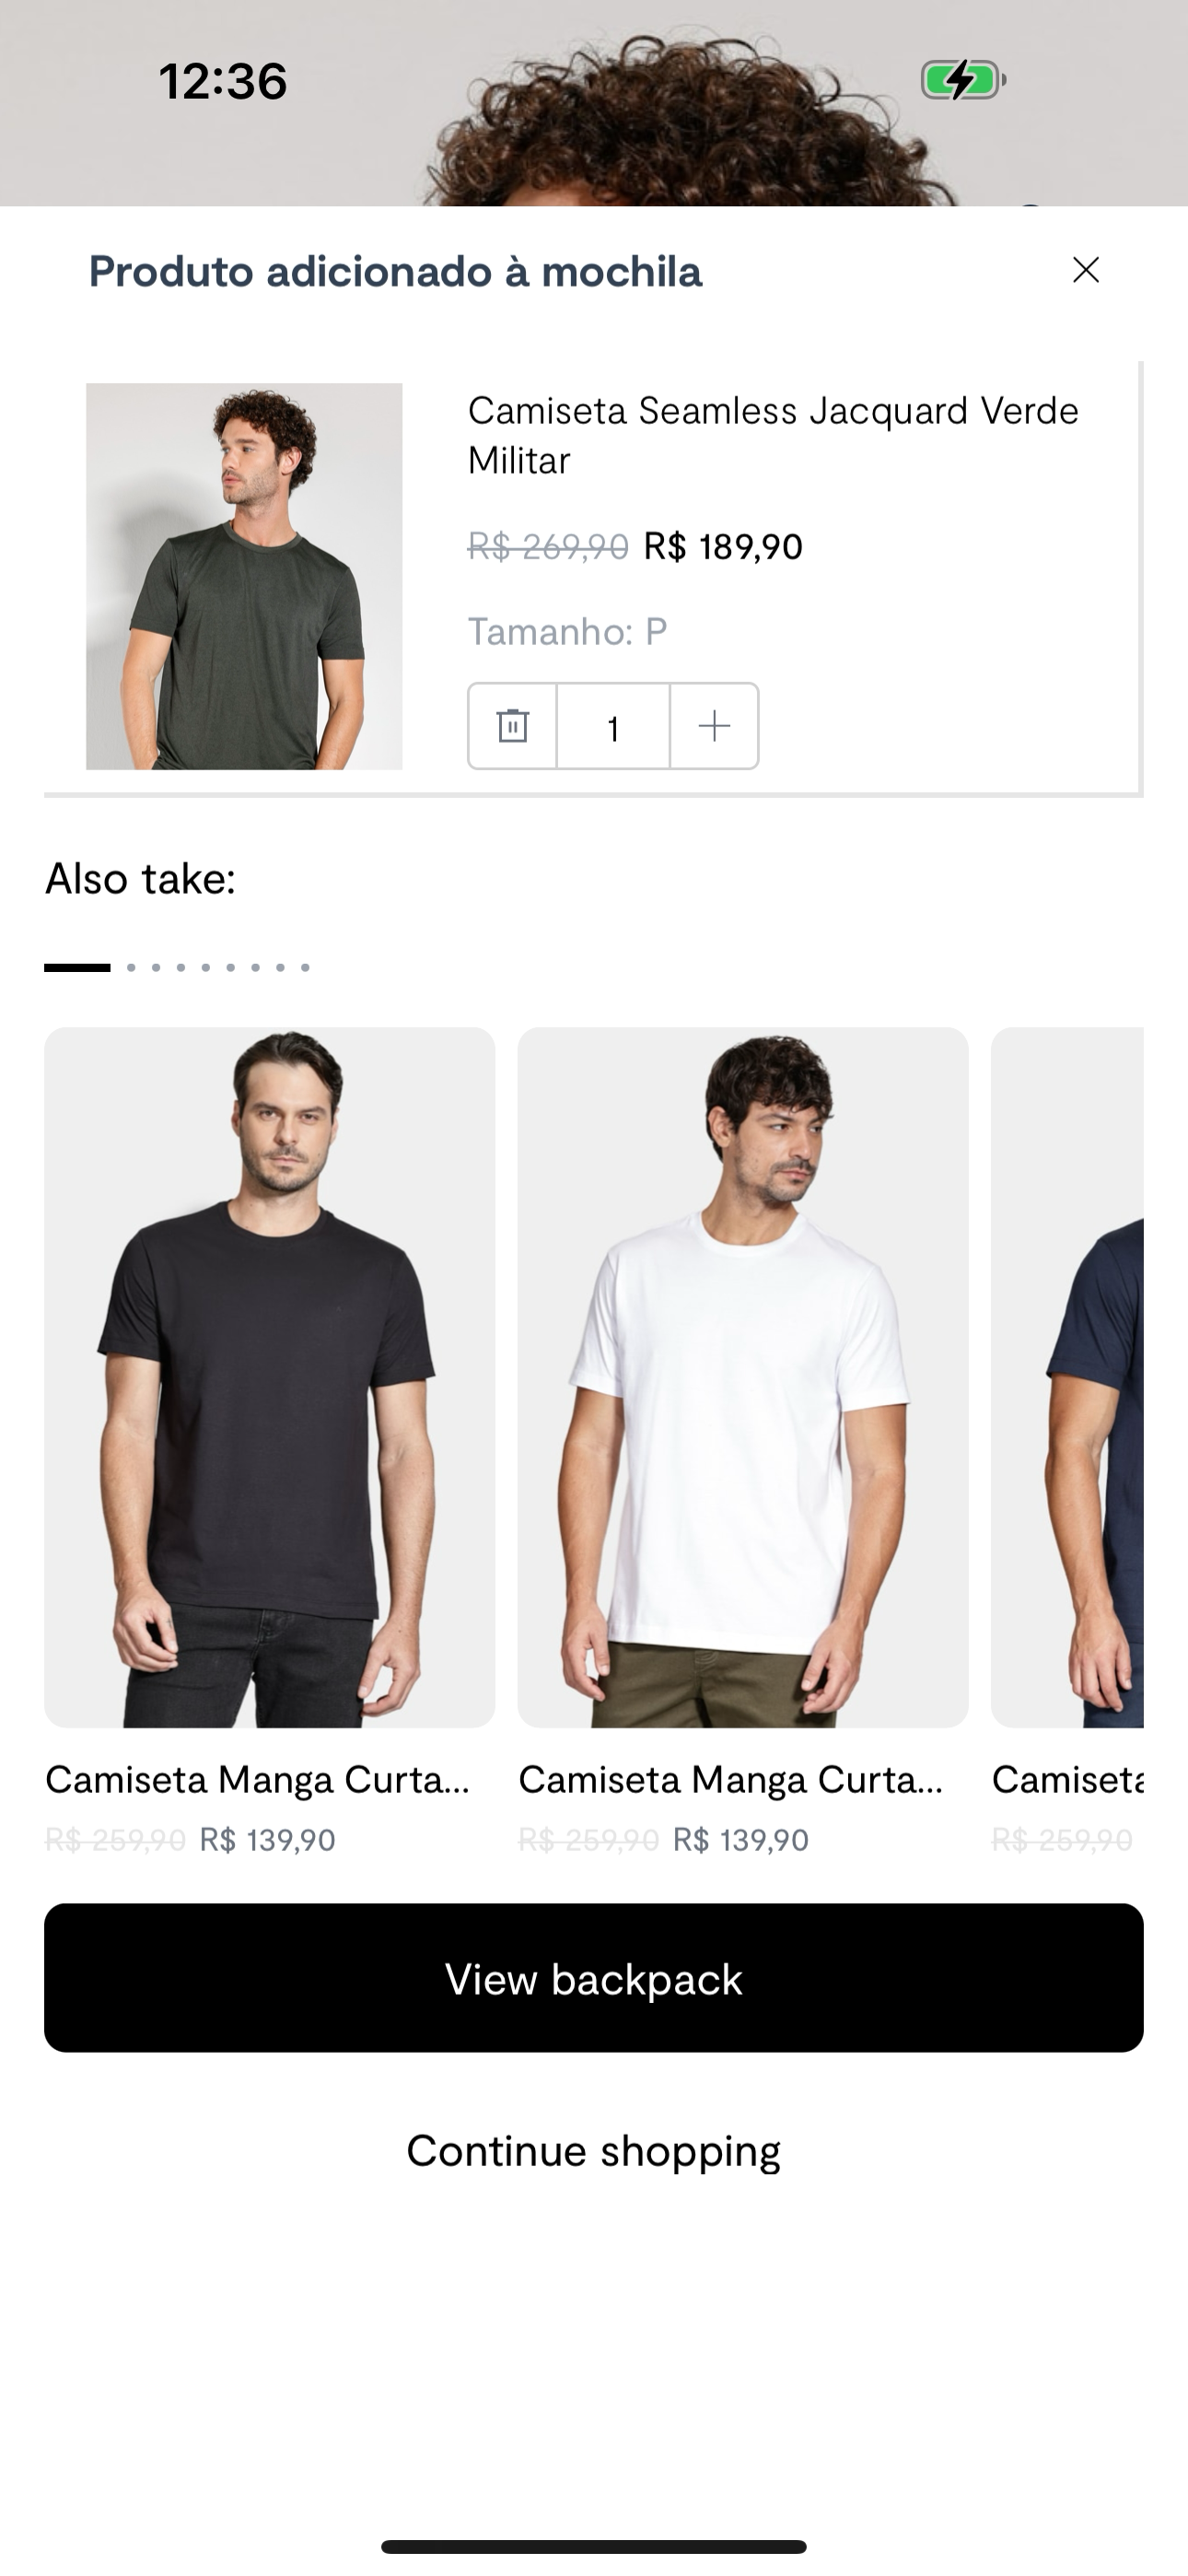 12:36
Produto adicionado à mochila
Camiseta Seamless Jacquard Verde
Militar
R$ 269,90 R$ 189,90
Tamanho: P
1
Also take:
Camiseta Manga Curta... Camiseta Manga Curta... Camiseta
R$ 259,90 R$ 139,90 R$ 259,90 R$ 139,90 R$ 259,90
View backpack
Continue shopping